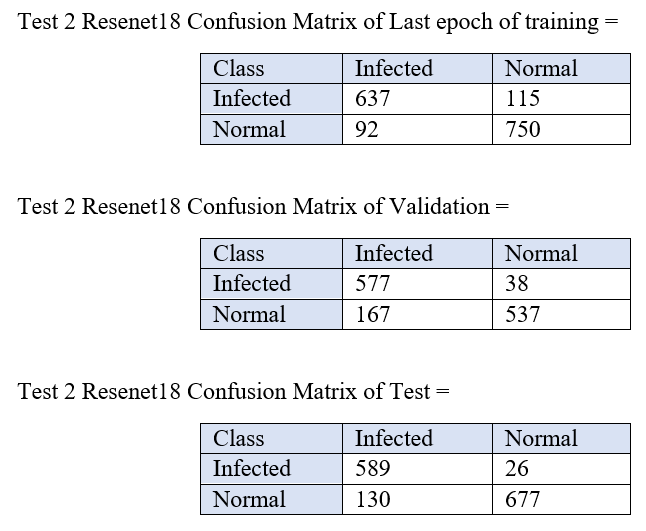 Test 2 Resenet18 Confusion Matrix of Last epoch of training =
Class Infected Normal
Infected 637 115
Normal 92 750
Test 2 Resenet18 Confusion Matrix of Validation =
Class Infected Normal
Infected 577 38
Normal 167 537
Test 2 Resenet18 Confusion Matrix of Test =
Class Infected Normal
Infected 589 26
Normal 130 677